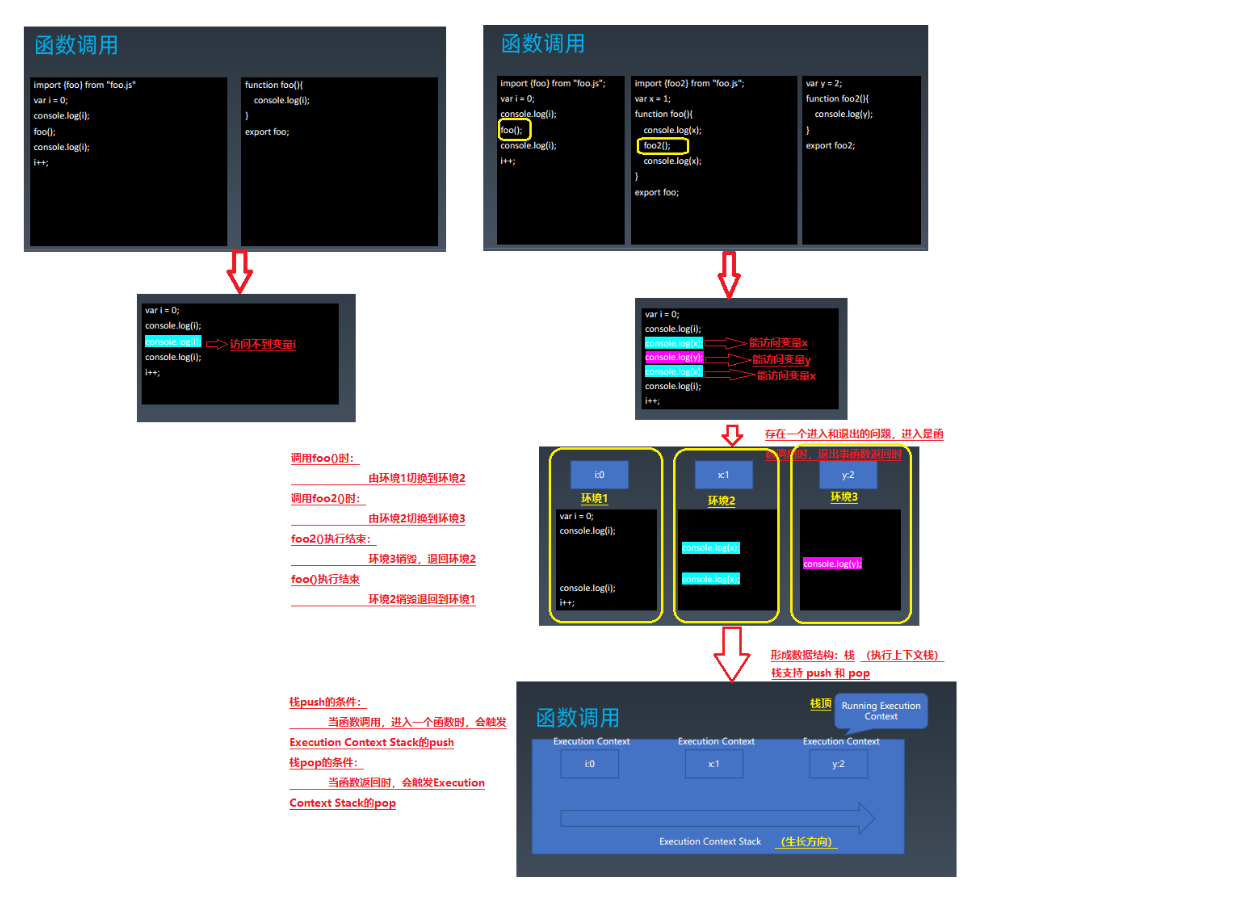 函数调用
import {foo} from "foo.js"
var i = 0;
console.log(i);
foo();
console.log(i);
i++;
function foo(){
console.log(i);
}
export foo;
var i = 0;
console.log(i);
console.log(i);
访问不到变量i
console.log(i);
i++;
函数调用
import {foo} from "foo.js";
var i = 0;
console.log(i);
foo();
console.log(i);
i++;
import {foo2} from "foo.js";
var x = 1;
function foo(){
console.log(x);
foo2();
console.log(x);
}
export foo;
var y = 2;
function foo2(){
console.log(y);
}
export foo2;
var i = 0;
console.log(i);
console.log(x);
能访问变量x
console.log(y);
能访问变量y
console.log(x);
能访问变量x
console.log(i);
i++;
存在一个进入和退出的问题，进入是函
数调用时，退出事函数返回时
调用foo()时：
由环境1切换到环境2
调用foo2()时：
由环境2切换到环境3
foo2()执行结束：
环境3销毁，退回环境2
foo()执行结束
环境2销毁退回到环境1
i:0
环境1
var i = 0;
console.log(i);
console.log(i);
i++;
x:1
环境2
console.log(x);
console.log(x);
y:2
环境3
console.log(y);
形成数据结构：栈 （执行上下文栈）
栈支持 push 和 pop
栈push的条件：
当函数调用，进入一个函数时，会触发
Execution Context Stack的push
栈pop的条件：
当函数返回时，会触发Execution
Context Stack的pop
函数调用
栈顶
Running Execution
Context
Execution Context
i:0
Execution Context
x:1
Execution Context
y:2
Execution Context Stack
（生长方向）